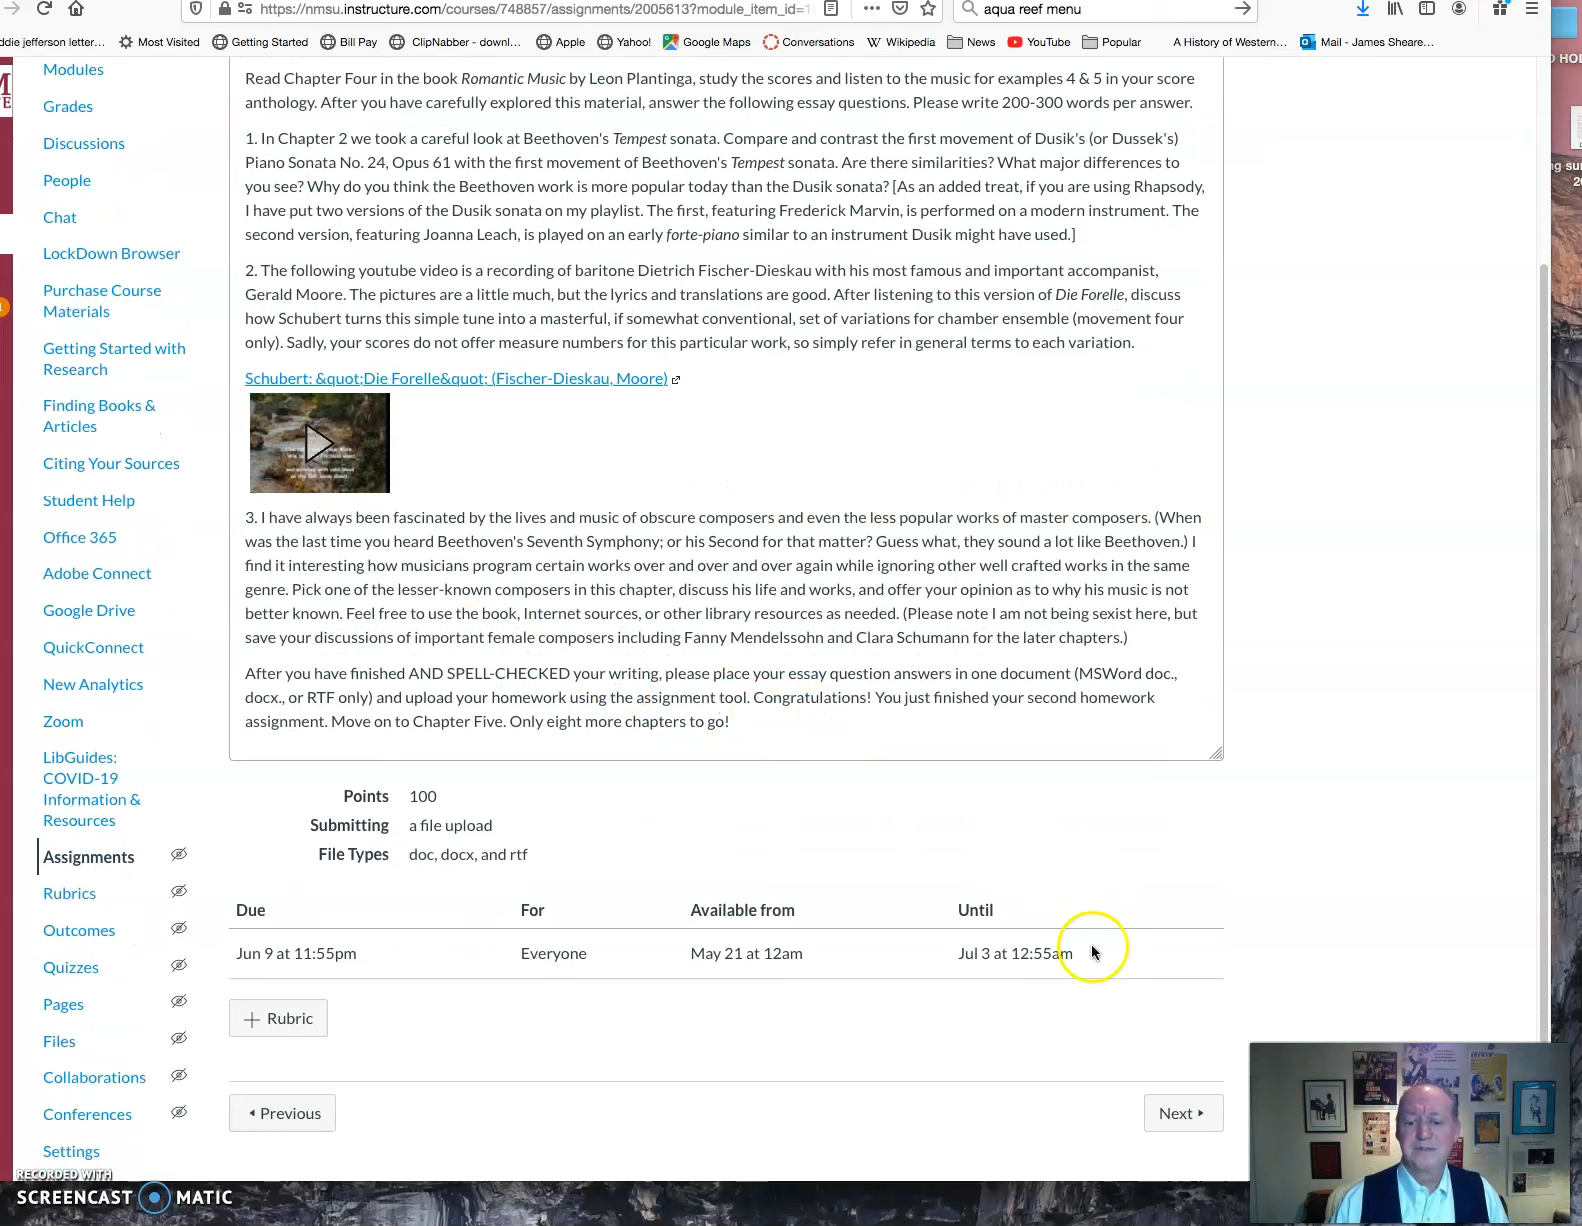 https://nmsu.instructure.com/courses/748857/assignments/2005613?module_item_id=1
aqua reef menu
ddie jefferson letter...
Most Visited
Getting Started
Bill Pay
ClipNabber - downl...
Apple
Yahoo!
Google Maps
Conversations
Wikipedia
News
YouTube
Popular
A History of Western...
Mail - James Sheare...
Modules
Grades
Discussions
People
Chat
LockDown Browser
Purchase Course
Materials
Getting Started with
Research
Finding Books &
Articles
Citing Your Sources
Student Help
Office 365
Adobe Connect
Google Drive
QuickConnect
New Analytics
Zoom
LibGuides:
COVID-19
Information &
Resources
Assignments
Rubrics
Outcomes
Quizzes
Pages
Files
Collaborations
Conferences
Settings
Read Chapter Four in the book Romantic Music by Leon Plantinga, study the scores and listen to the music for examples 4 & 5 in your score
anthology. After you have carefully explored this material, answer the following essay questions. Please write 200-300 words per answer.
1. In Chapter 2 we took a careful look at Beethoven's Tempest sonata. Compare and contrast the first movement of Dusik's (or Dussek's)
Piano Sonata No. 24, Opus 61 with the first movement of Beethoven's Tempest sonata. Are there similarities? What major differences to
you see? Why do you think the Beethoven work is more popular today than the Dusik sonata? [As an added treat, if you are using Rhapsody,
I have put two versions of the Dusik sonata on my playlist. The first, featuring Frederick Marvin, is performed on a modern instrument. The
second version, featuring Joanna Leach, is played on an early forte-piano similar to an instrument Dusik might have used.]
2. The following youtube video is a recording of baritone Dietrich Fischer-Dieskau with his most famous and important accompanist,
Gerald Moore. The pictures are a little much, but the lyrics and translations are good. After listening to this version of Die Forelle, discuss
how Schubert turns this simple tune into a masterful, if somewhat conventional, set of variations for chamber ensemble (movement four
only). Sadly, your scores do not offer measure numbers for this particular work, so simply refer in general terms to each variation.
Schubert: &quot;Die Forelle&quot; (Fischer-Dieskau, Moore)
3. I have always been fascinated by the lives and music of obscure composers and even the less popular works of master composers. (When
was the last time you heard Beethoven's Seventh Symphony; or his Second for that matter? Guess what, they sound a lot like Beethoven.) I
find it interesting how musicians program certain works over and over and over again while ignoring other well crafted works in the same
genre. Pick one of the lesser-known composers in this chapter, discuss his life and works, and offer your opinion as to why his music is not
better known. Feel free to use the book, Internet sources, or other library resources as needed. (Please note I am not being sexist here, but
save your discussions of important female composers including Fanny Mendelssohn and Clara Schumann for the later chapters.)
After you have finished AND SPELL-CHECKED your writing, please place your essay question answers in one document (MSWord doc.,
docx., or RTF only) and upload your homework using the assignment tool. Congratulations! You just finished your second homework
assignment. Move on to Chapter Five. Only eight more chapters to go!
Points 100
Submitting a file upload
File Types doc, docx, and rtf
Due For Available from Until
Jun 9 at 11:55pm Everyone May 21 at 12am Jul 3 at 12:55am
+ Rubric
Previous
Next
RECORDED WITH
SCREENCAST MATIC